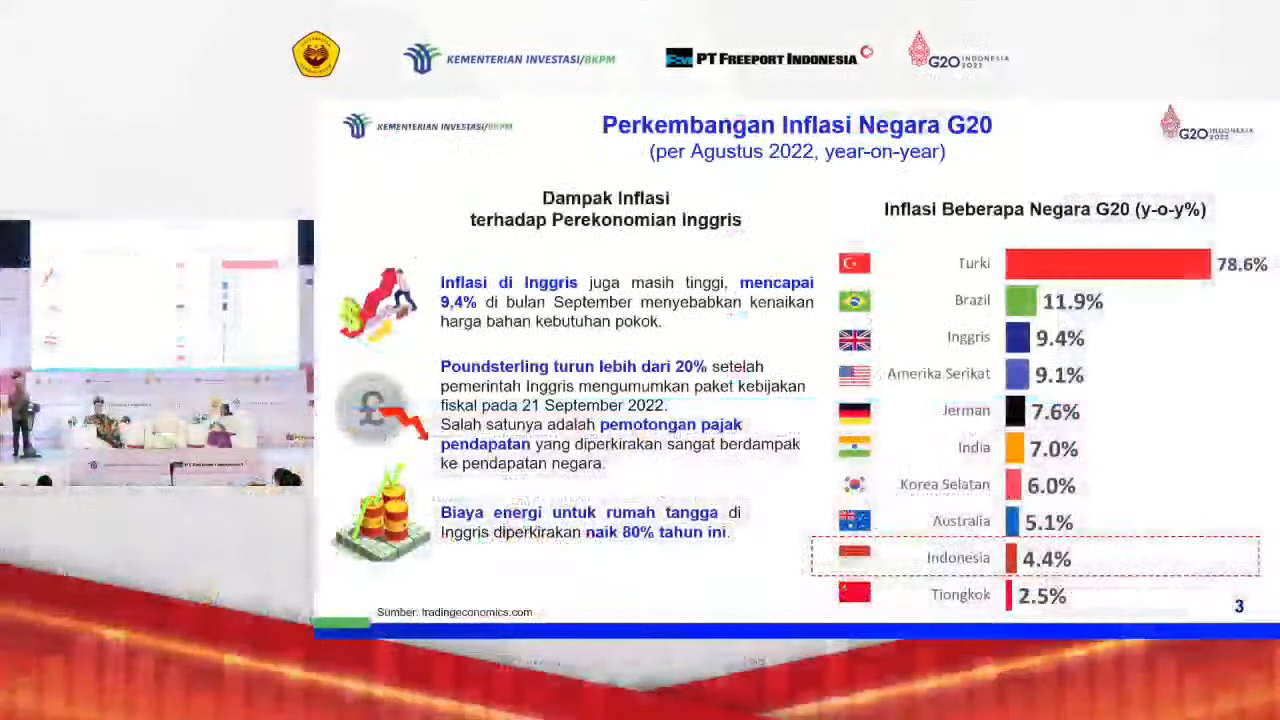 KEMENTERIAN INVESTASI/BKPM
PT FREEPORT INDONESIA
G20 INDONESIA
2022
KEMENTERIAN INVESTASI/BKPM
Perkembangan Inflasi Negara G20
(per Agustus 2022, year-on-year)
G20 INDONESIA
2022
Dampak Inflasi
terhadap Perekonomian Inggris
Inflasi di Inggris juga masih tinggi, mencapai
9,4% di bulan September menyebabkan kenaikan
harga bahan kebutuhan pokok.
Poundsterling turun lebih dari 20% setelah
pemerintah Inggris mengumumkan paket kebijakan
fiskal pada 21 September 2022.
Salah satunya adalah pemotongan pajak
pendapatan yang diperkirakan sangat berdampak
ke pendapatan negara.
Biaya energi untuk rumah tangga di
Inggris diperkirakan naik 80% tahun ini.
Sumber: tradingeconomics.com
Inflasi Beberapa Negara G20 (y-o-y%)
Turki 78.6%
Brazil 11.9%
Inggris 9.4%
Amerika Serikat 9.1%
Jerman 7.6%
India 7.0%
Korea Selatan 6.0%
Australia 5.1%
Indonesia 4.4%
Tiongkok 2.5%
3